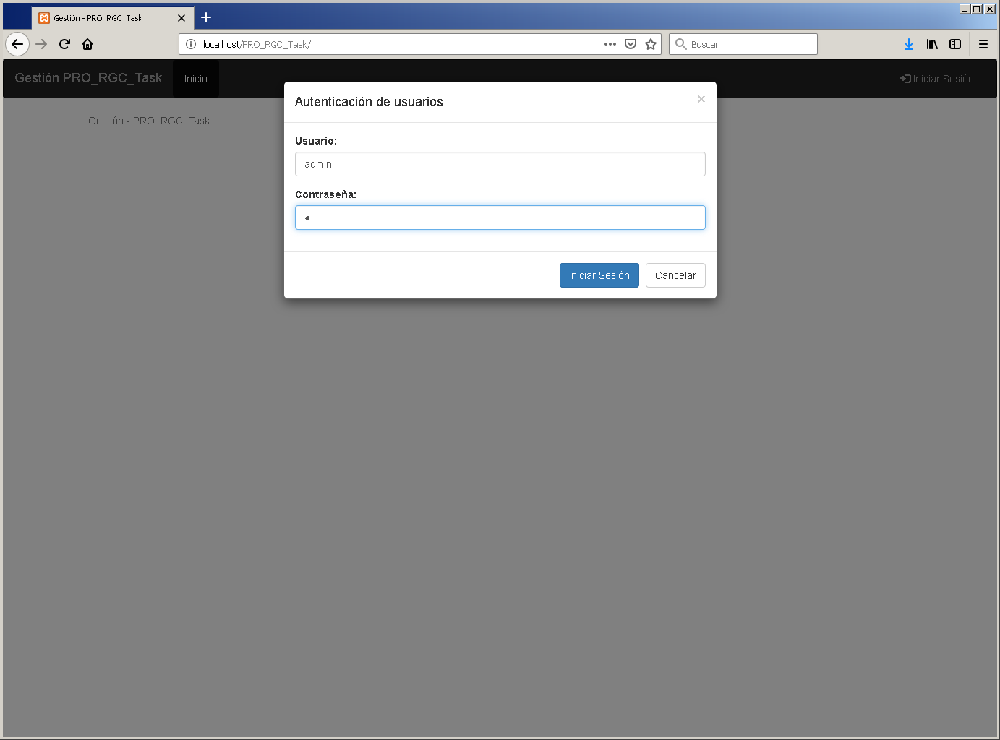 Gestión - PRO_RGC_Task
localhost/PRO_RGC_Task/
Buscar
Gestión PRO_RGC_Task
Inicio
Iniciar Sesión
Gestión - PRO_RGC_Task
Autenticación de usuarios
×
Usuario:
admin
Contraseña:
Iniciar Sesión
Cancelar